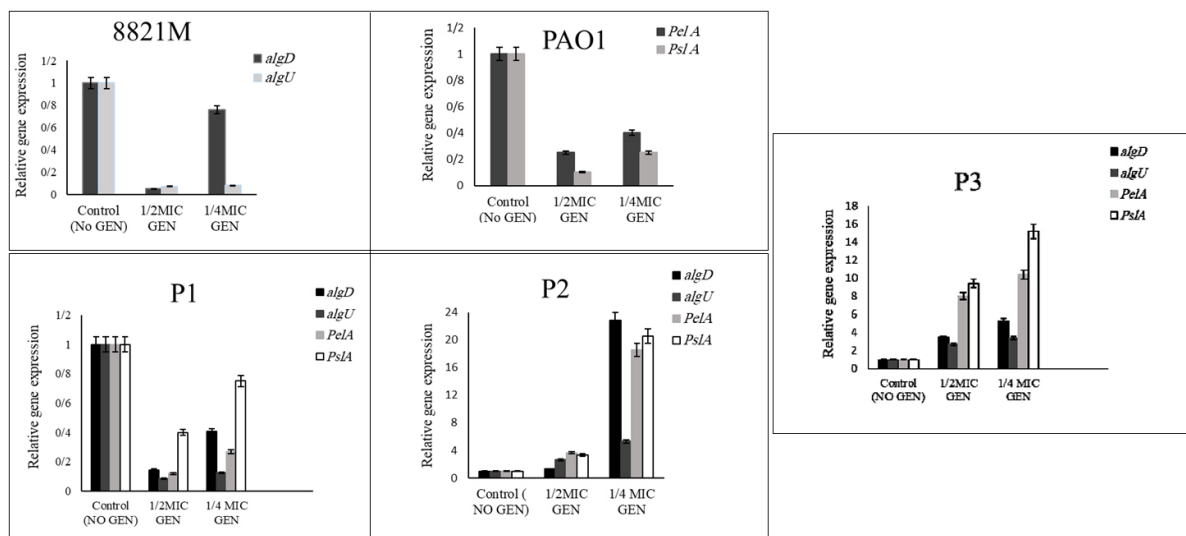 8821M
Relative gene expression
1/2
1
0/8
0/6
0/4
0/2
0
algD
algU
Control
(No GEN)
1/2MIC
GEN
1/4MIC
GEN
PAO1
Relative gene expression
1/2
1
0/8
0/6
0/4
0/2
0
Pel A
Psl A
Control
(No GEN)
1/2MIC
GEN
1/4MIC
GEN
P3
Relative gene expression
18
16
14
12
10
8
6
4
2
0
algD
algU
PelA
PslA
Control
(NO GEN)
1/2MIC
GEN
1/4 MIC
GEN
P1
Relative gene expression
1/2
1
0/8
0/6
0/4
0/2
0
algD
algU
PelA
PslA
Control
(NO GEN)
1/2MIC
GEN
1/4 MIC
GEN
P2
Relative gene expression
24
20
16
12
8
4
0
algD
algU
PelA
PslA
Control (
NO GEN)
1/2MIC
GEN
1/4 MIC
GEN